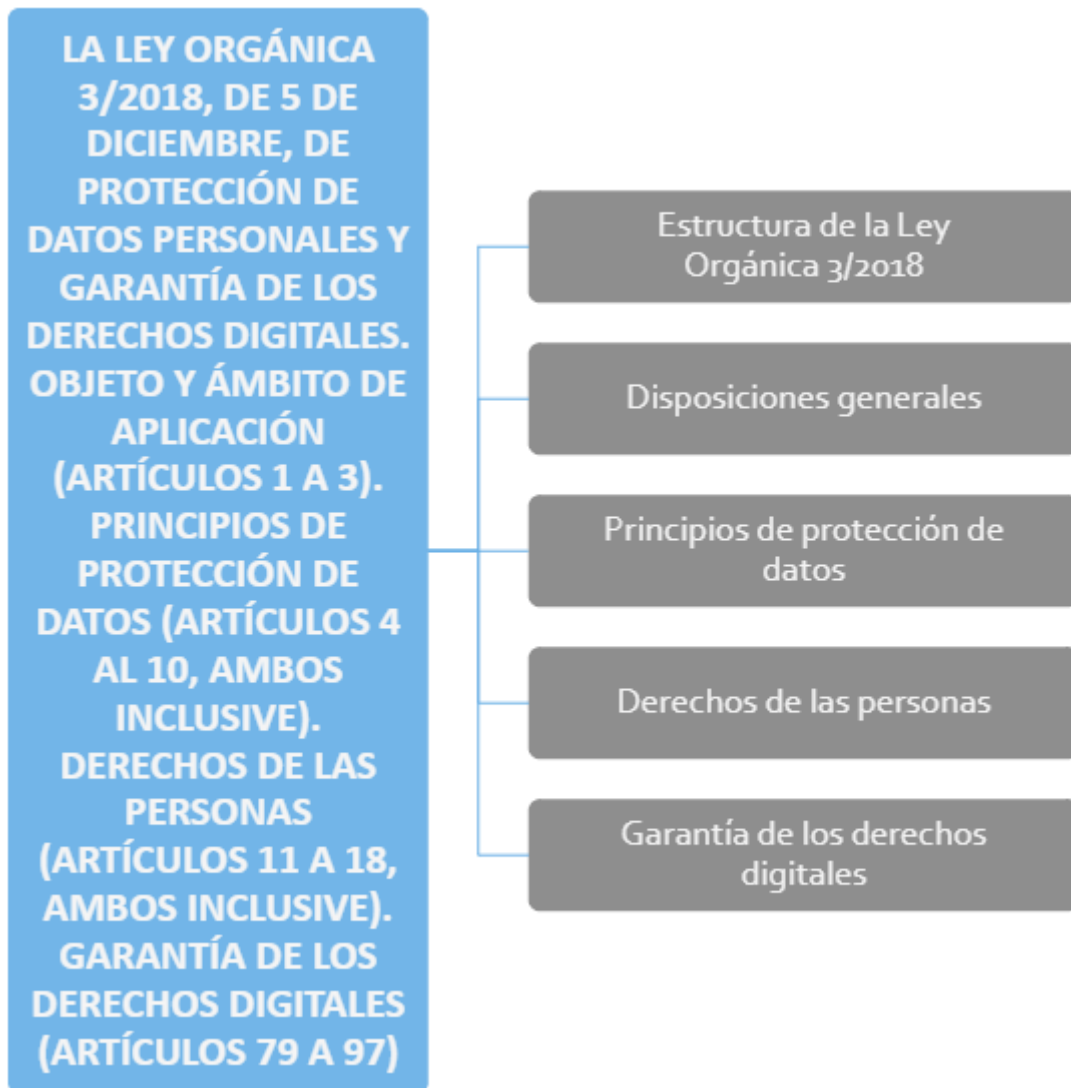 LA LEY ORGÁNICA
3/2018, DE 5 DE
DICIEMBRE, DE
PROTECCIÓN DE
DATOS PERSONALES Y
GARANTÍA DE LOS
DERECHOS DIGITALES.
OBJETO Y ÁMBITO DE
APLICACIÓN
(ARTÍCULOS 1 A 3).
PRINCIPIOS DE
PROTECCIÓN DE
DATOS (ARTÍCULOS 4
AL 10, AMBOS
INCLUSIVE).
DERECHOS DE LAS
PERSONAS
(ARTÍCULOS 11 A 18,
AMBOS INCLUSIVE).
GARANTÍA DE LOS
DERECHOS DIGITALES
(ARTÍCULOS 79 A 97)
Estructura de la Ley
Orgánica 3/2018
Disposiciones generales
Principios de protección de
datos
Derechos de las personas
Garantía de los derechos
digitales